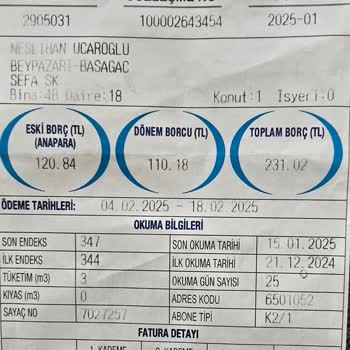 2905031 100002643454 2025-01
NESLIHAN UCAROGLU
BEYPAZARI-BASAGAC
SEFA SK
Bina:4B Daire:18 Konut:1 İsyeri:0
ESKİ BORÇ (TL) (ANAPARA) DÖNEM BORCU (TL) TOPLAM BORÇ (TL)
120.84 110.18 231.02
ÖDEME TARİHLERİ: 04.02.2025 - 18.02.2025
OKUMA BİLGİLERİ
SON ENDEKS 347 SON OKUMA TARİHİ 15.01.2025
İLK ENDEKS 344 İLK OKUMA TARİHİ 21.12.2024
TÜKETİM (m3) 3 OKUMA GÜN SAYISI 25
KIYAS (m3) 0 ADRES KODU 6501052
SAYAÇ NO 7027257 ABONE TİPİ K2/1
FATURA DETAYI